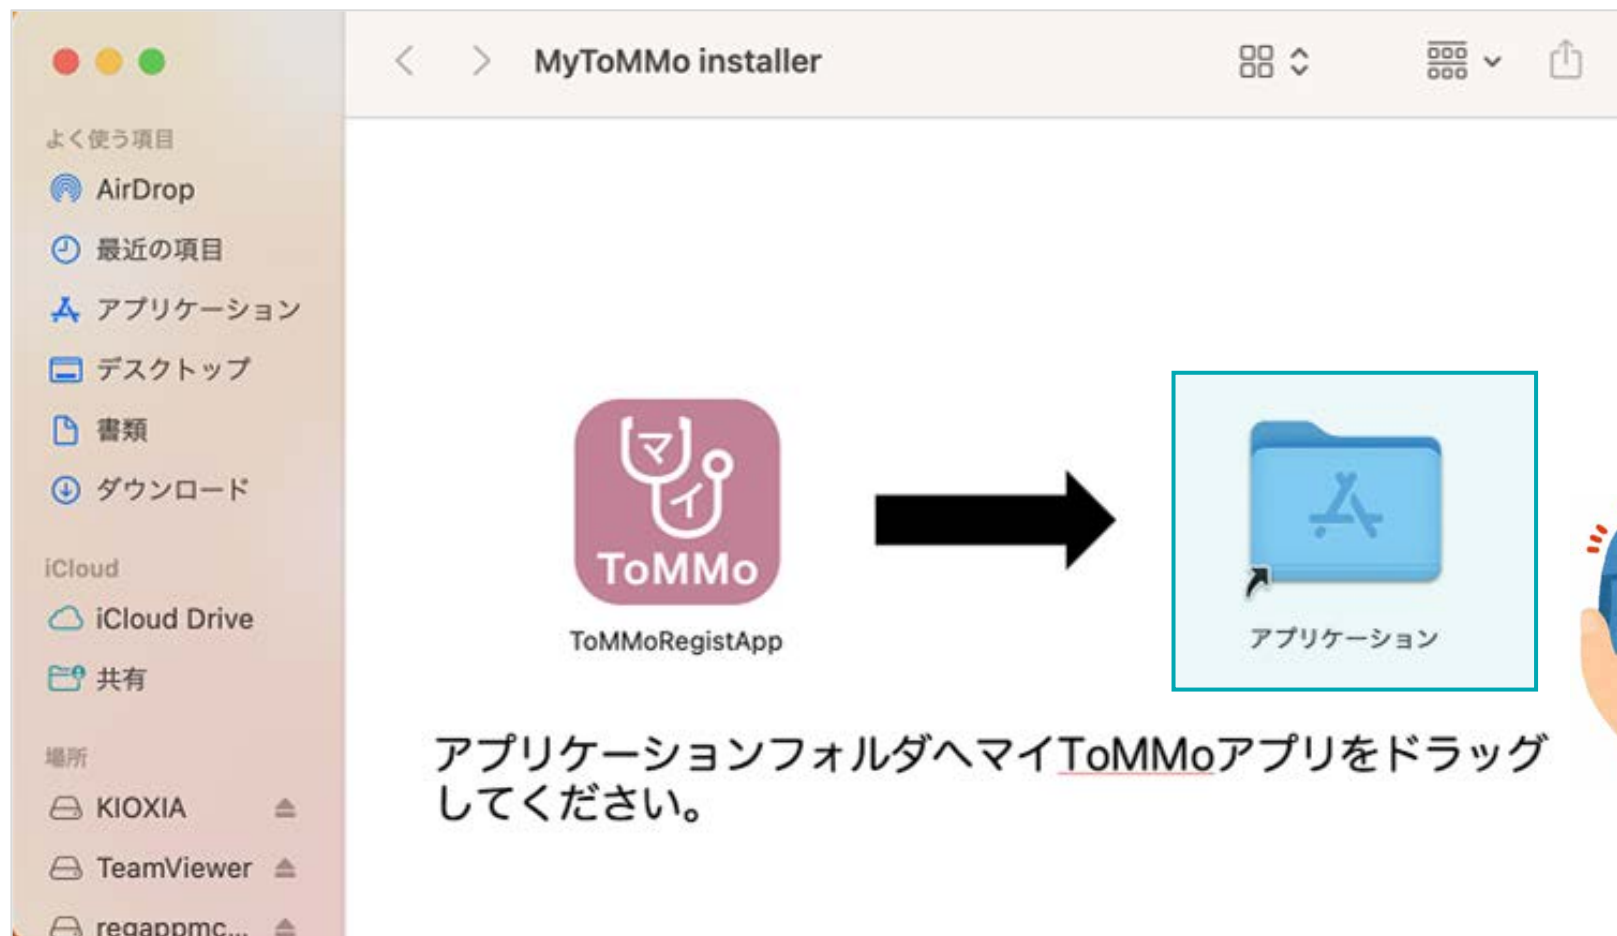 MyToMMo installer
よく使う項目
AirDrop
最近の項目
アプリケーション
デスクトップ
書類
ダウンロード
iCloud
iCloud Drive
共有
場所
KIOXIA
TeamViewer
regappmc...
マイ
ToMMo
ToMMoRegistApp
アプリケーション
アプリケーションフォルダへマイToMMoアプリをドラッグ
してください。